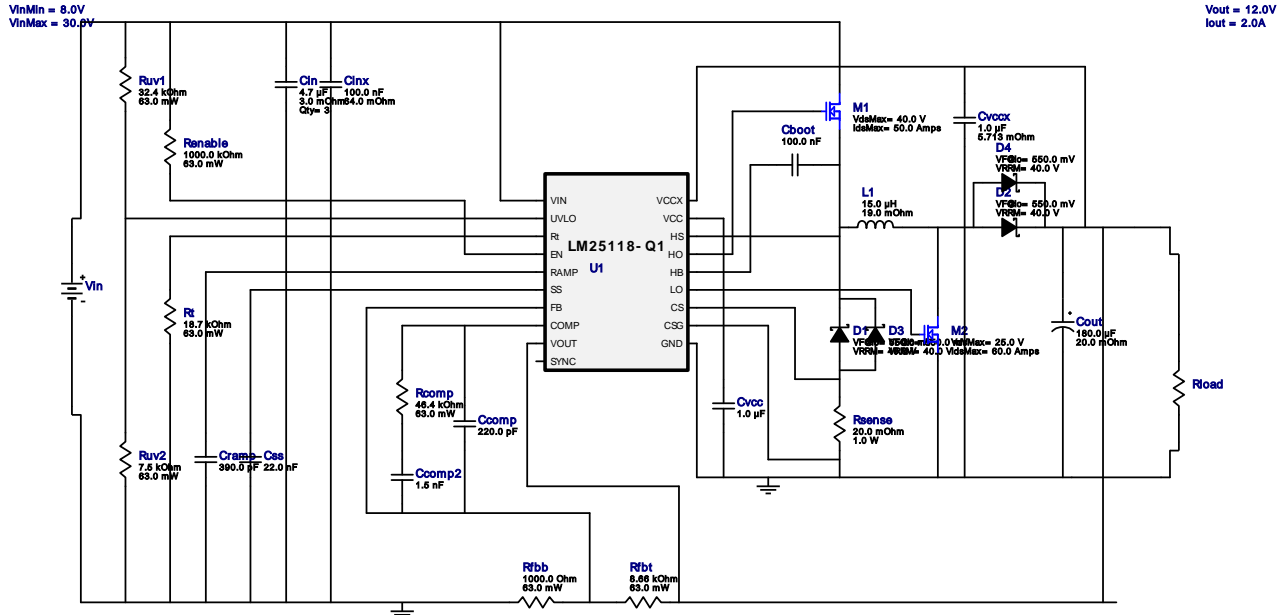 VinMin = 8.0V
VinMax = 30.0V
Vout = 12.0V
Iout = 2.0A
Ruv1
32.4 kOhm
63.0 mW
Renable
1000.0 kOhm
63.0 mW
Cin
4.7 µF
3.0 mOhm
Qty= 3
Cinx
100.0 nF
64.0 mOhm
M1
VdsMax= 40.0 V
IdsMax= 50.0 Amps
Cboot
100.0 nF
Cvccx
1.0 µF
5.713 mOhm
D4
550.0 mV
VRRM= 40.0 V
D2
550.0 mV
VRRM= 40.0 V
L1
15.0 µH
19.0 mOhm
VIN
UVLO
Rt
EN
RAMP
SS
FB
COMP
VOUT
SYNC
LM25118- Q1
U1
VCCX
VCC
HS
HO
HB
LO
CS
CSG
GND
Vin
Rt
18.7 kOhm
63.0 mW
D1
D3
M2
25.0 V
60.0 Amps
Cout
180.0 µF
20.0 mOhm
Rload
Rcomp
46.4 kOhm
63.0 mW
Ccomp
220.0 pF
Ccomp2
1.5 nF
Cvcc
1.0 µF
Rsense
20.0 mOhm
1.0 W
Ruv2
7.5 kOhm
63.0 mW
Cramp
390.0 pF
Css
22.0 nF
Rfbb
1000.0 Ohm
63.0 mW
Rfbt
8.66 kOhm
63.0 mW